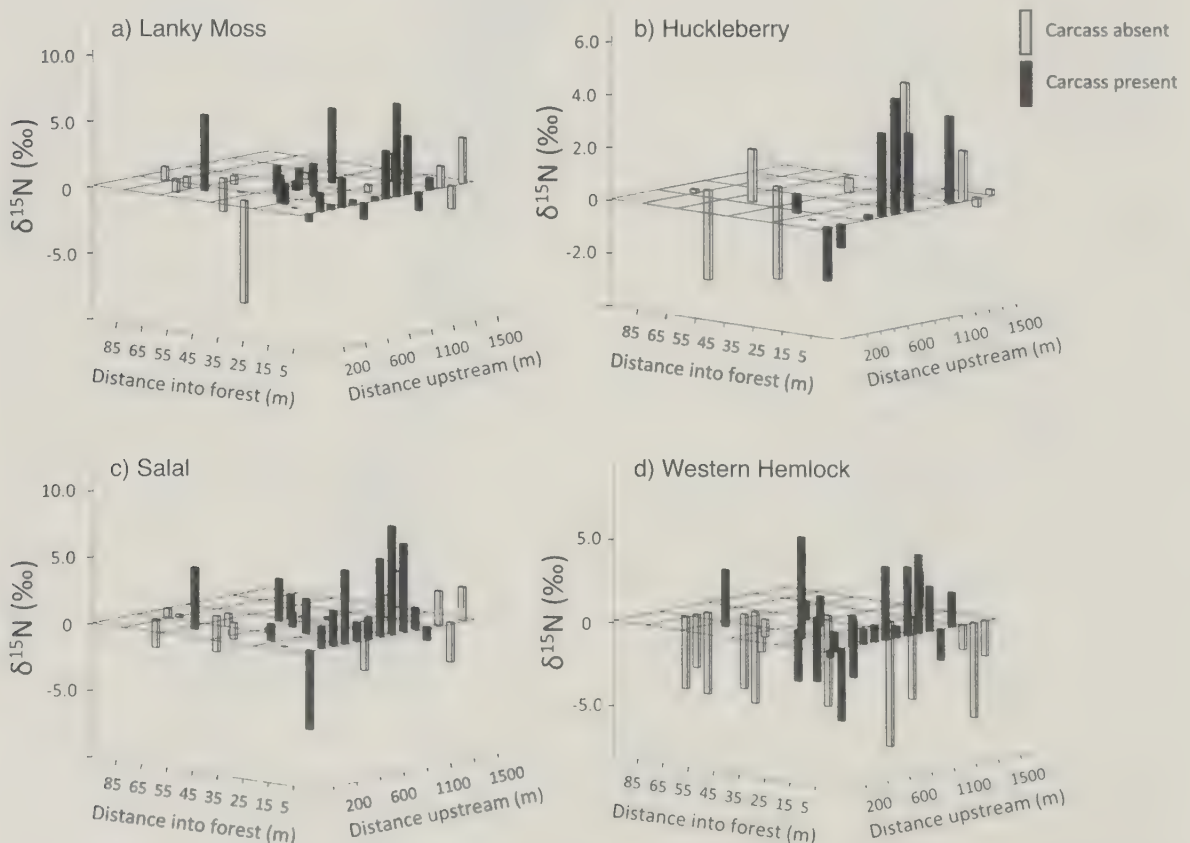 a) Lanky Moss
10.0
5.0
0
-5.0
δ¹⁵N (‰)
85 65 55 45 35 25 15 5
Distance into forest (m)
200 600 1100 1500
Distance upstream (m)
b) Huckleberry
6.0
4.0
2.0
0
-2.0
δ¹⁵N (‰)
85 65 55 45 35 25 15 5
Distance into forest (m)
200 600 1100 1500
Distance upstream (m)
Carcass absent
Carcass present
c) Salal
10.0
5.0
0
-5.0
δ¹⁵N (‰)
85 65 55 45 35 25 15 5
Distance into forest (m)
200 600 1100 1500
Distance upstream (m)
d) Western Hemlock
5.0
0
-5.0
δ¹⁵N (‰)
85 65 55 45 35 25 15 5
Distance into forest (m)
200 600 1100 1500
Distance upstream (m)